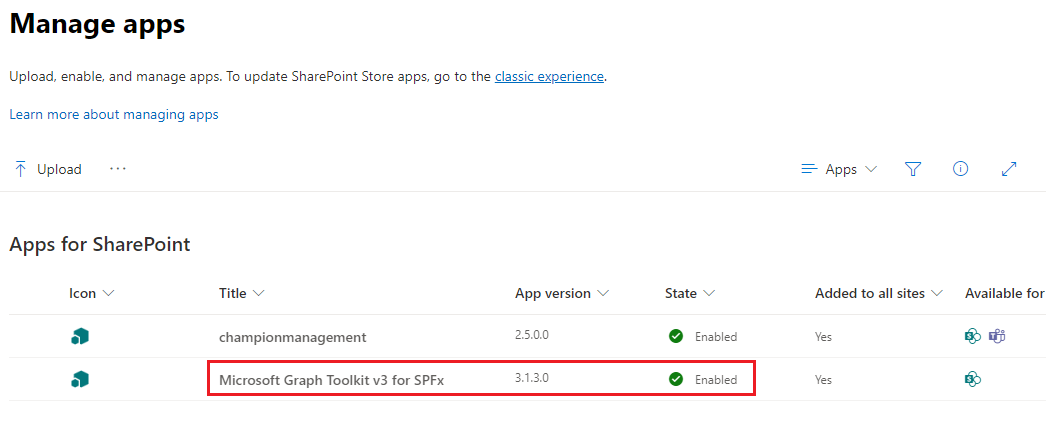 Manage apps
Upload, enable, and manage apps. To update SharePoint Store apps, go to the classic experience.
Learn more about managing apps
Upload ··· Apps
Apps for SharePoint
Icon Title App version State Added to all sites Available for
championmanagement 2.5.0.0 Enabled Yes
Microsoft Graph Toolkit v3 for SPFx 3.1.3.0 Enabled Yes